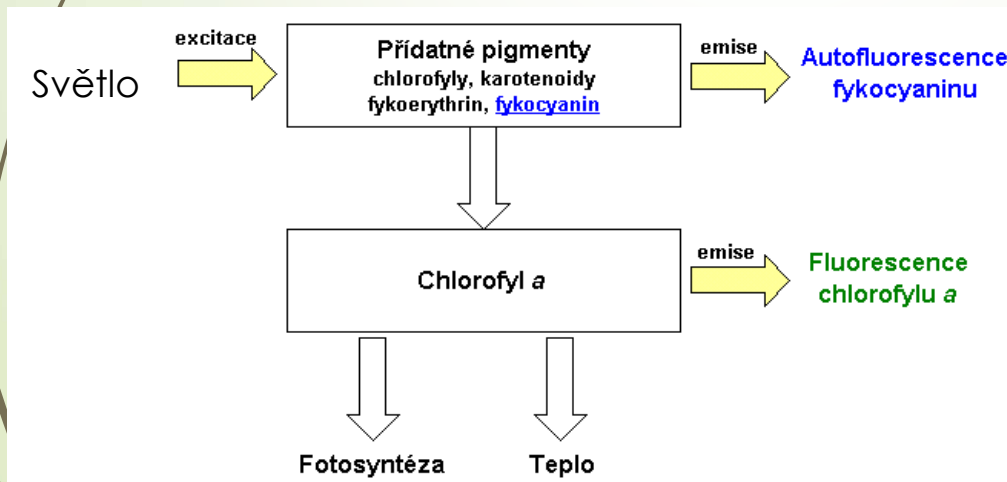 excitace
Světlo
Přídatné pigmenty
chlorofyly, karotenoidy
fykoerythrin, fykocyanin
emise
Autofluorescence
fykocyaninu
Chlorofyl a
emise
Fluorescence
chlorofylu a
Fotosyntéza
Teplo